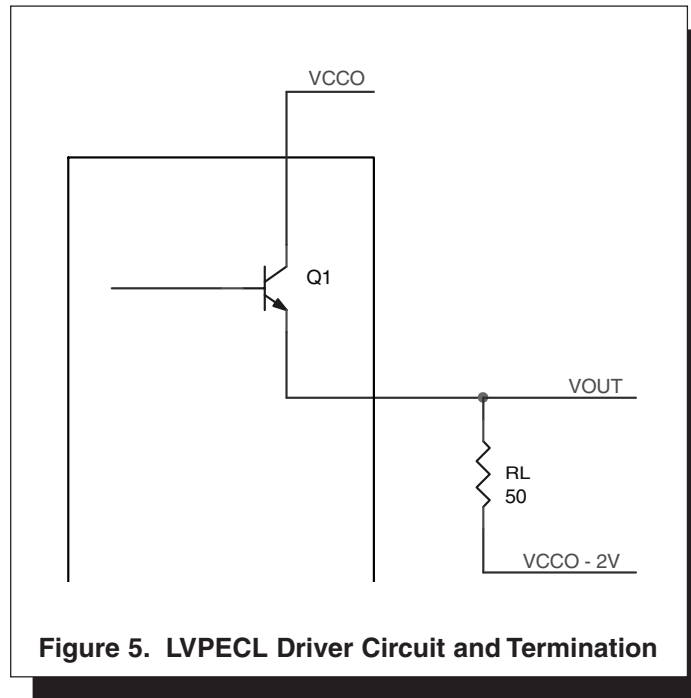 VCCO
Q1
VOUT
RL
50
VCCO - 2V
Figure 5. LVPECL Driver Circuit and Termination